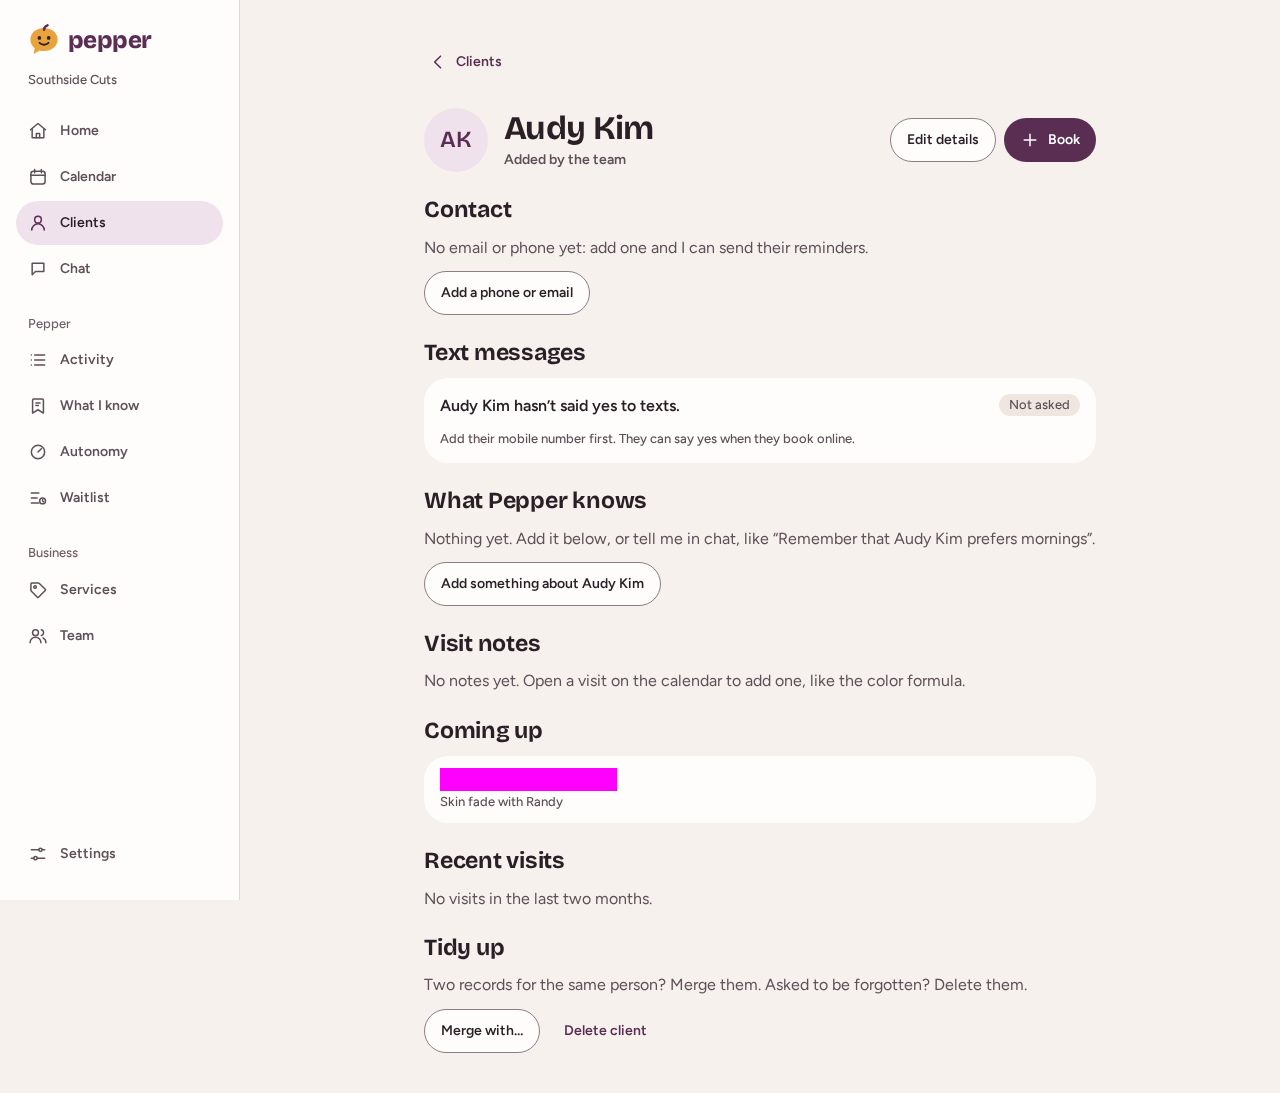 pepper
Southside Cuts
Home
Calendar
Clients
Chat
Pepper
Activity
What I know
Autonomy
Waitlist
Business
Services
Team
Settings
Clients
AK
Audy Kim
Added by the team
Edit details
Book
Contact
No email or phone yet: add one and I can send their reminders.
Add a phone or email
Text messages
Audy Kim hasn’t said yes to texts.
Not asked
Add their mobile number first. They can say yes when they book online.
What Pepper knows
Nothing yet. Add it below, or tell me in chat, like “Remember that Audy Kim prefers mornings”.
Add something about Audy Kim
Visit notes
No notes yet. Open a visit on the calendar to add one, like the color formula.
Coming up
Skin fade with Randy
Recent visits
No visits in the last two months.
Tidy up
Two records for the same person? Merge them. Asked to be forgotten? Delete them.
Merge with…
Delete client